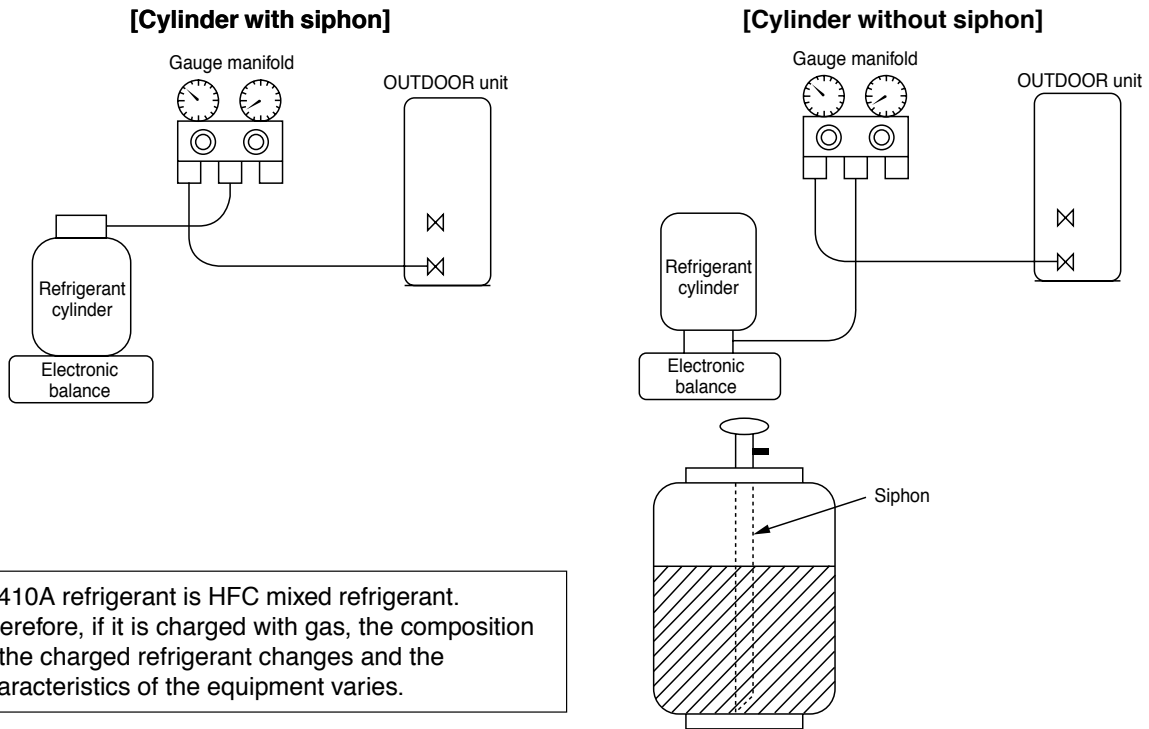 [Cylinder with siphon]
Gauge manifold
OUTDOOR unit
Refrigerant
cylinder
Electronic
balance
[Cylinder without siphon]
Gauge manifold
OUTDOOR unit
Refrigerant
cylinder
Electronic
balance
Siphon
410A refrigerant is HFC mixed refrigerant.
erefore, if it is charged with gas, the composition
the charged refrigerant changes and the
aracteristics of the equipment varies.